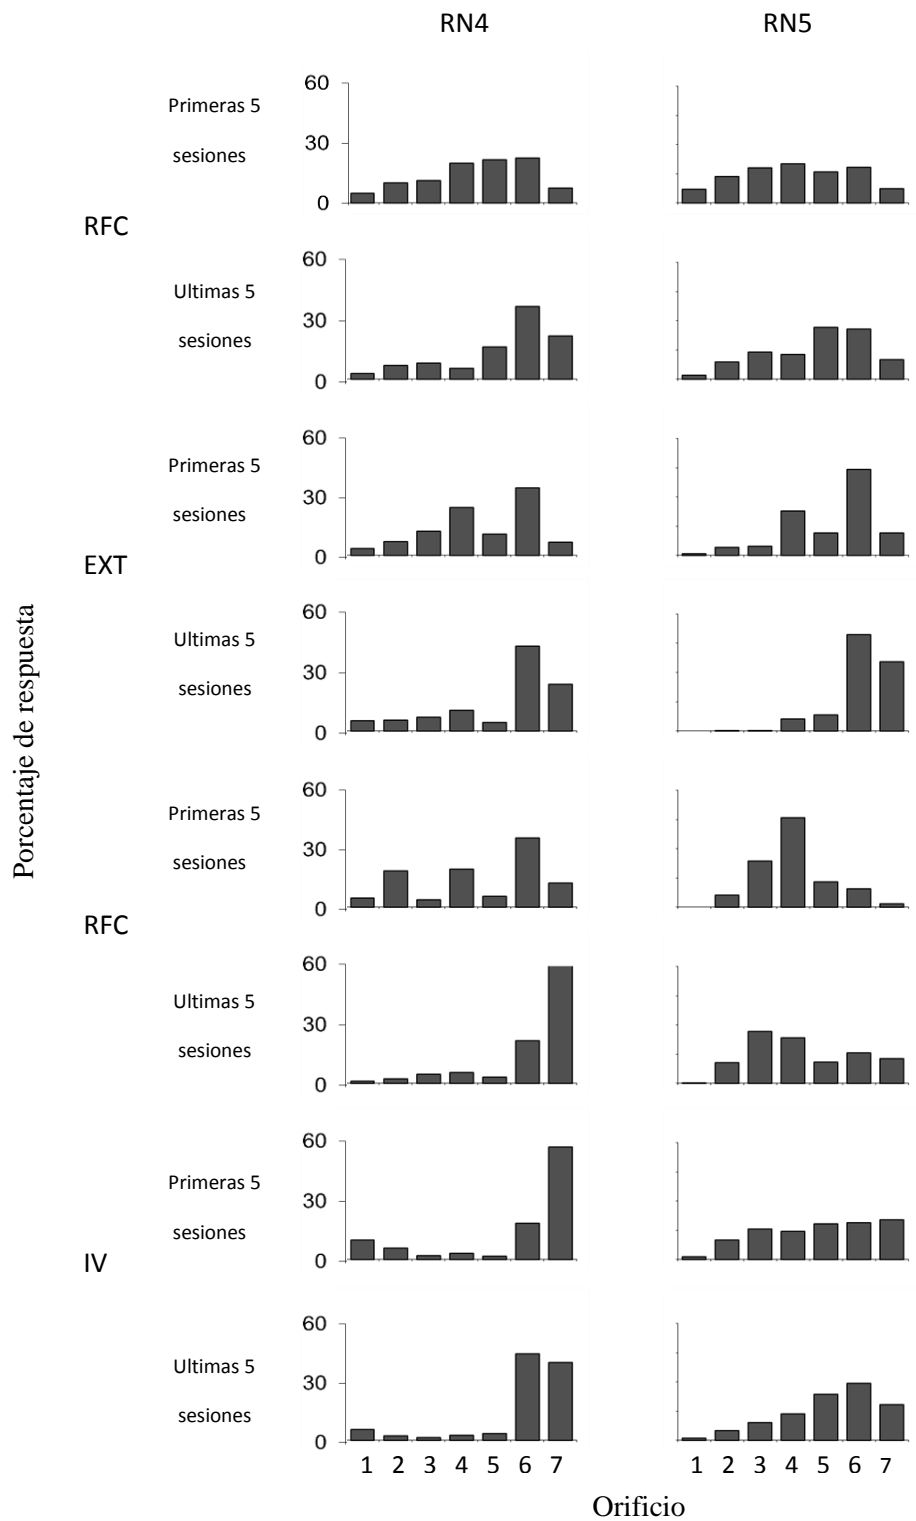 RN4 RN5
60
Primeras 5
30
sesiones
0
RFC
60
Ultimas 5
30
sesiones
0
60
Primeras 5
30
sesiones
0
EXT
60
Ultimas 5
30
sesiones
0
Porcentaje de respuesta
60
Primeras 5
30
sesiones
0
RFC
60
Ultimas 5
30
sesiones
0
60
Primeras 5
30
sesiones
0
IV
60
Ultimas 5
30
sesiones
0
1 2 3 4 5 6 7 1 2 3 4 5 6 7
Orificio